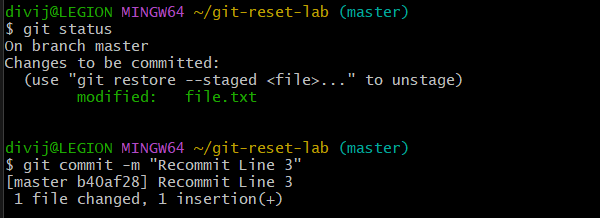 divij@LEGION MINGW64 ~/git-reset-lab (master)
$ git status
On branch master
Changes to be committed:
  (use "git restore --staged <file>..." to unstage)
        modified:   file.txt
divij@LEGION MINGW64 ~/git-reset-lab (master)
$ git commit -m "Recommit Line 3"
[master b40af28] Recommit Line 3
 1 file changed, 1 insertion(+)